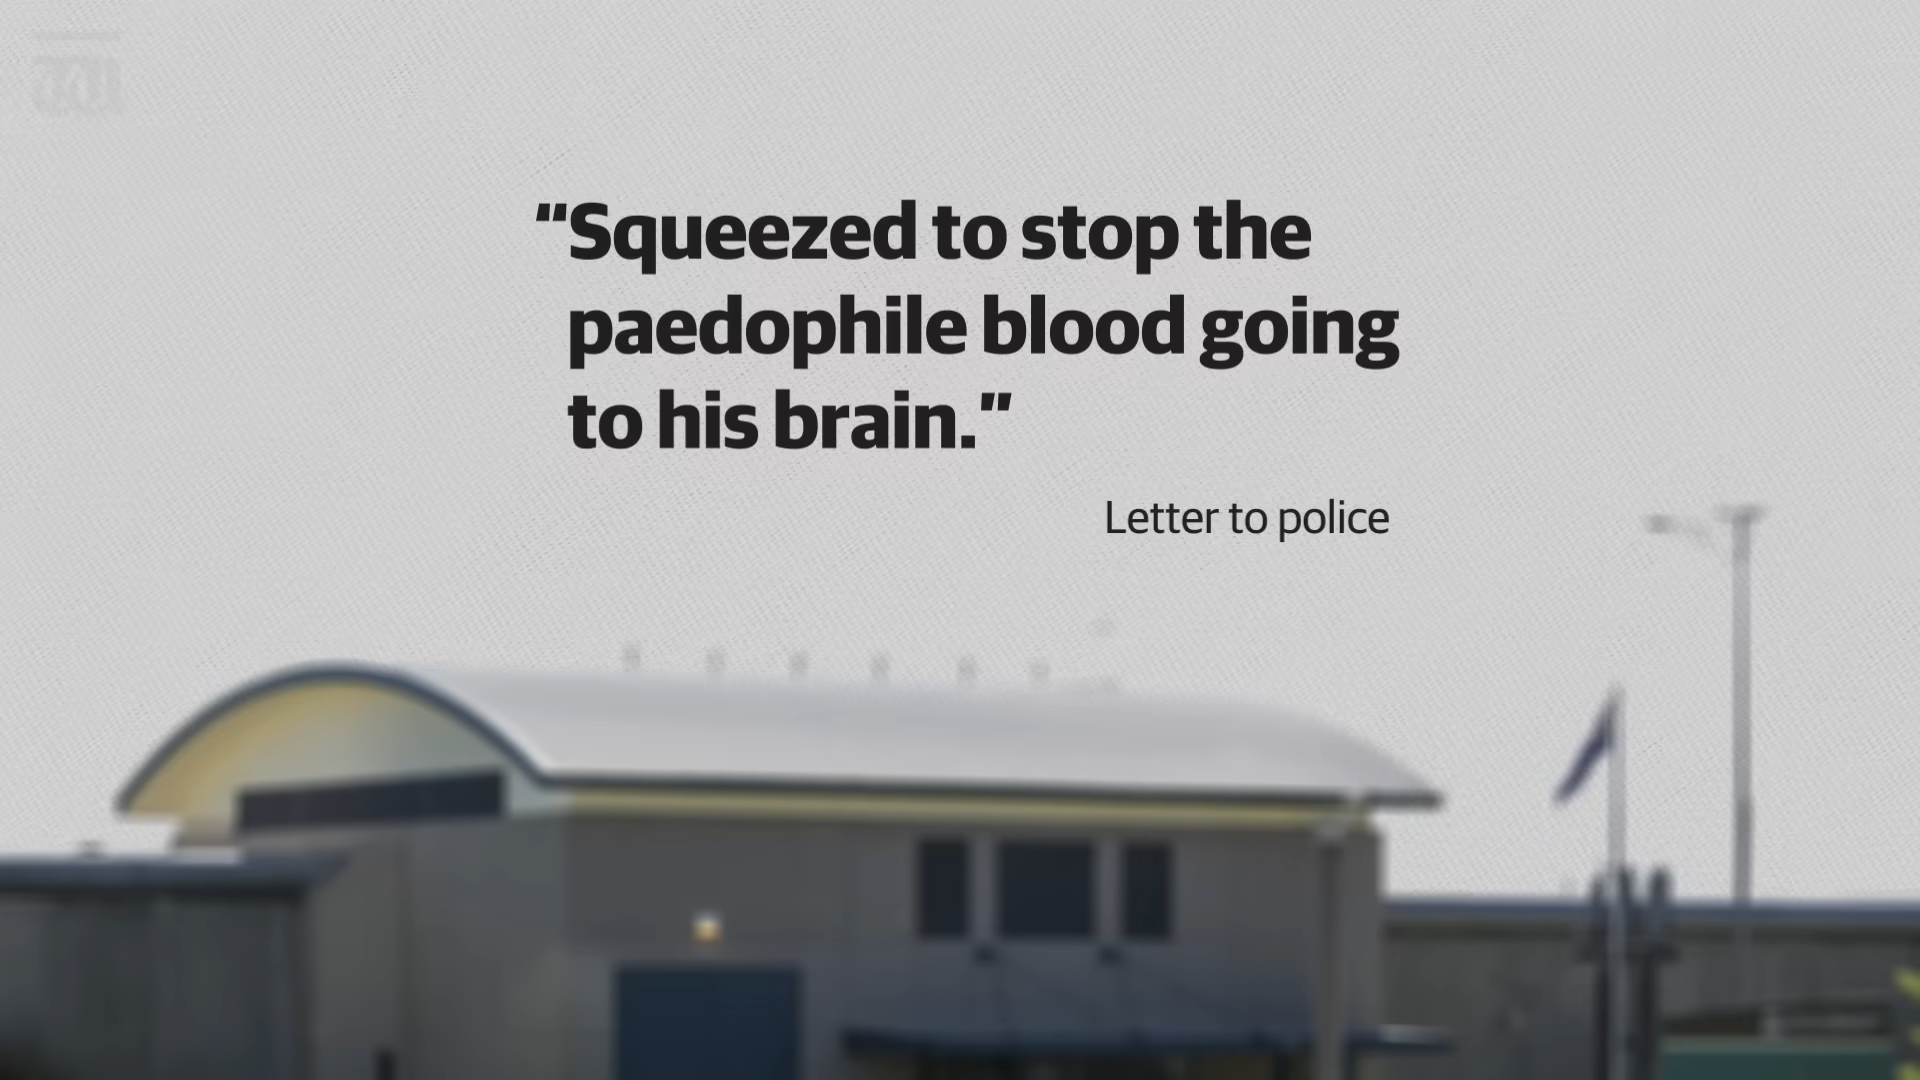 “Squeezed to stop the
paedophile blood going
to his brain.”
Letter to police